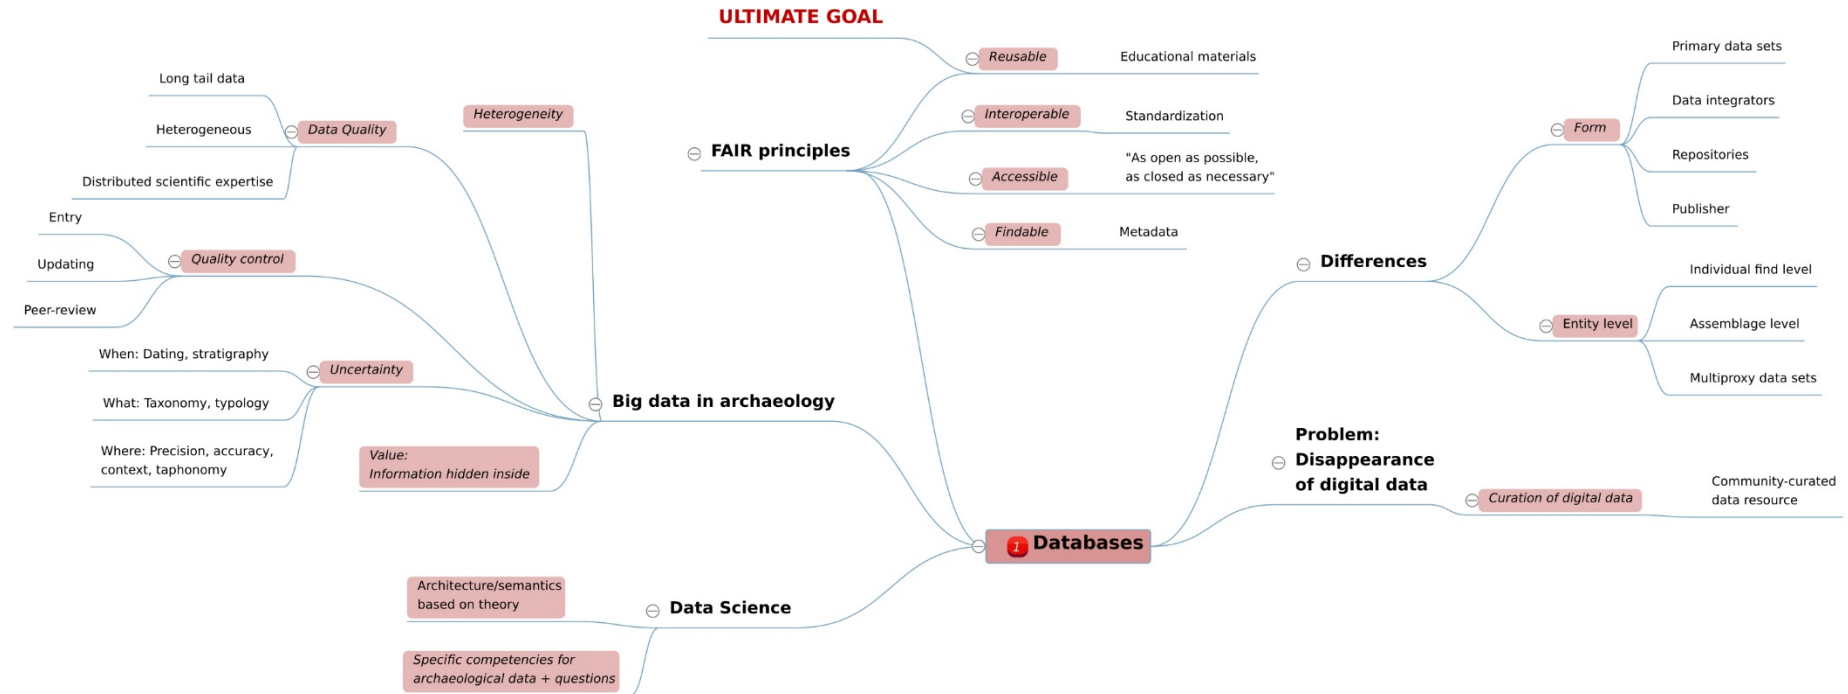 ULTIMATE GOAL
Reusable
Educational materials
Interoperable
Standardization
FAIR principles
Accessible
"As open as possible,
as closed as necessary"
Findable
Metadata
Long tail data
Heterogeneous
Distributed scientific expertise
Data Quality
Heterogeneity
Entry
Updating
Peer-review
Quality control
When: Dating, stratigraphy
What: Taxonomy, typology
Where: Precision, accuracy,
context, taphonomy
Uncertainty
Value:
Information hidden inside
Big data in archaeology
Architecture/semantics
based on theory
Specific competencies for
archaeological data + questions
Data Science
1 Databases
Differences
Form
Primary data sets
Data integrators
Repositories
Publisher
Entity level
Individual find level
Assemblage level
Multiproxy data sets
Problem:
Disappearance
of digital data
Curation of digital data
Community-curated
data resource